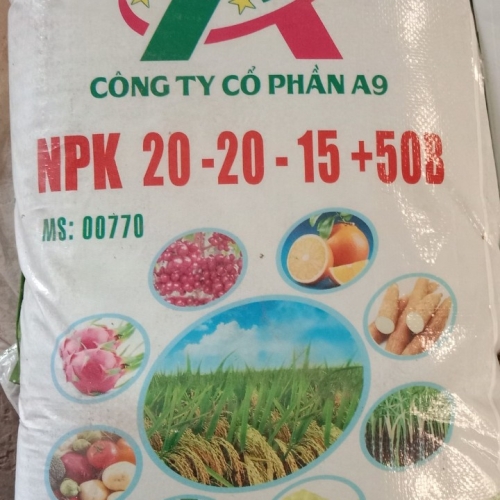 CÔNG TY CỔ PHẦN A9
NPK 20 -20 - 15 +50B
MS: 00770